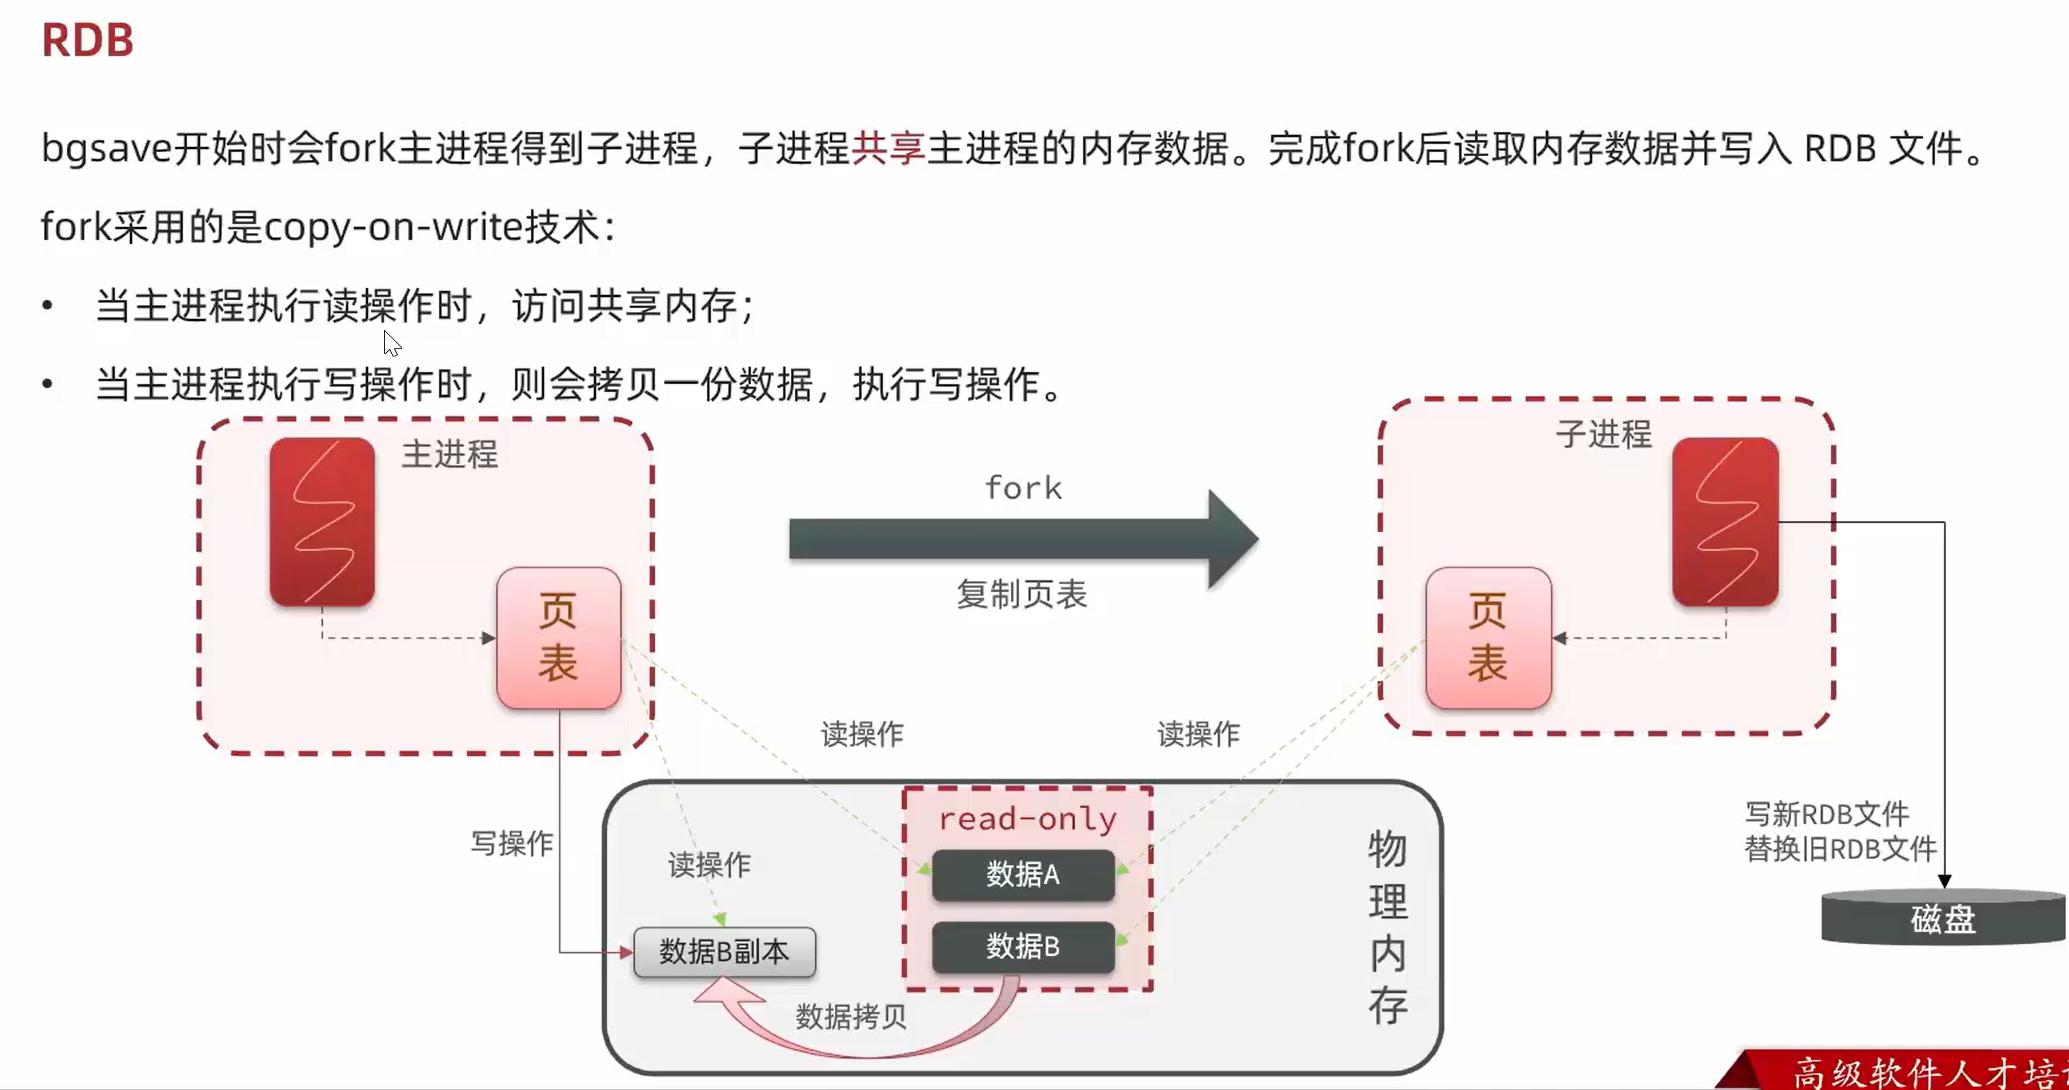 RDB
bgsave开始时会fork主进程得到子进程，子进程共享主进程的内存数据。完成fork后读取内存数据并写入 RDB 文件。
fork采用的是copy-on-write技术：
• 当主进程执行读操作时，访问共享内存；
• 当主进程执行写操作时，则会拷贝一份数据，执行写操作。
主进程
子进程
fork
复制页表
页表
页表
读操作
读操作
写操作
读操作
read-only
数据A
数据B
数据B副本
数据拷贝
物理内存
写新RDB文件
替换旧RDB文件
磁盘
高级软件人才培